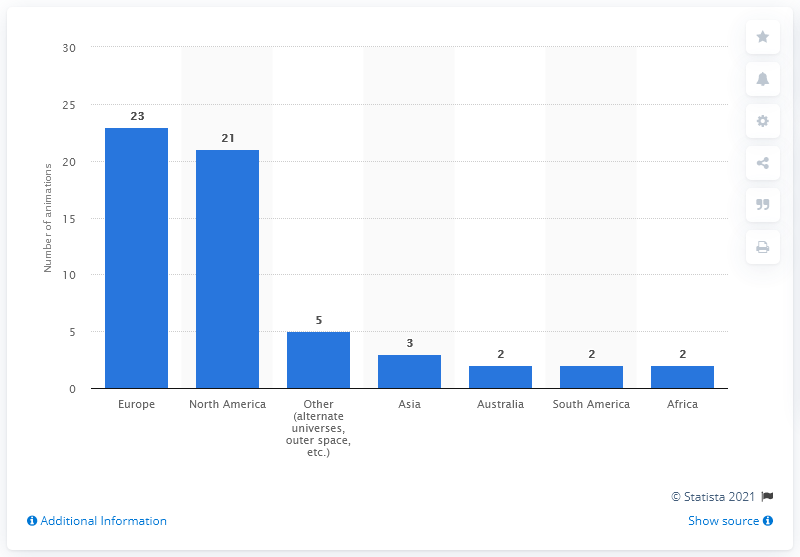 30
25
20
15
10
5
0
Number of animations
23
21
5
3
2
2
2
Europe
North America
Other
(alternate
universes,
outer space,
etc.)
Asia
Australia
South America
Africa
© Statista 2021
Additional Information
Show source